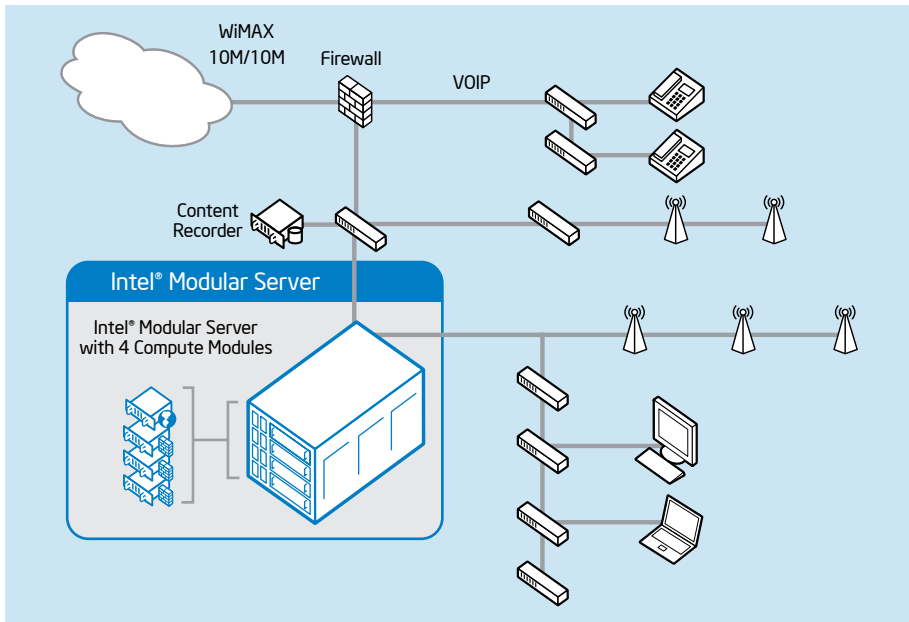 WiMAX
10M/10M
Firewall
VOIP
Content
Recorder
Intel® Modular Server
Intel® Modular Server
with 4 Compute Modules